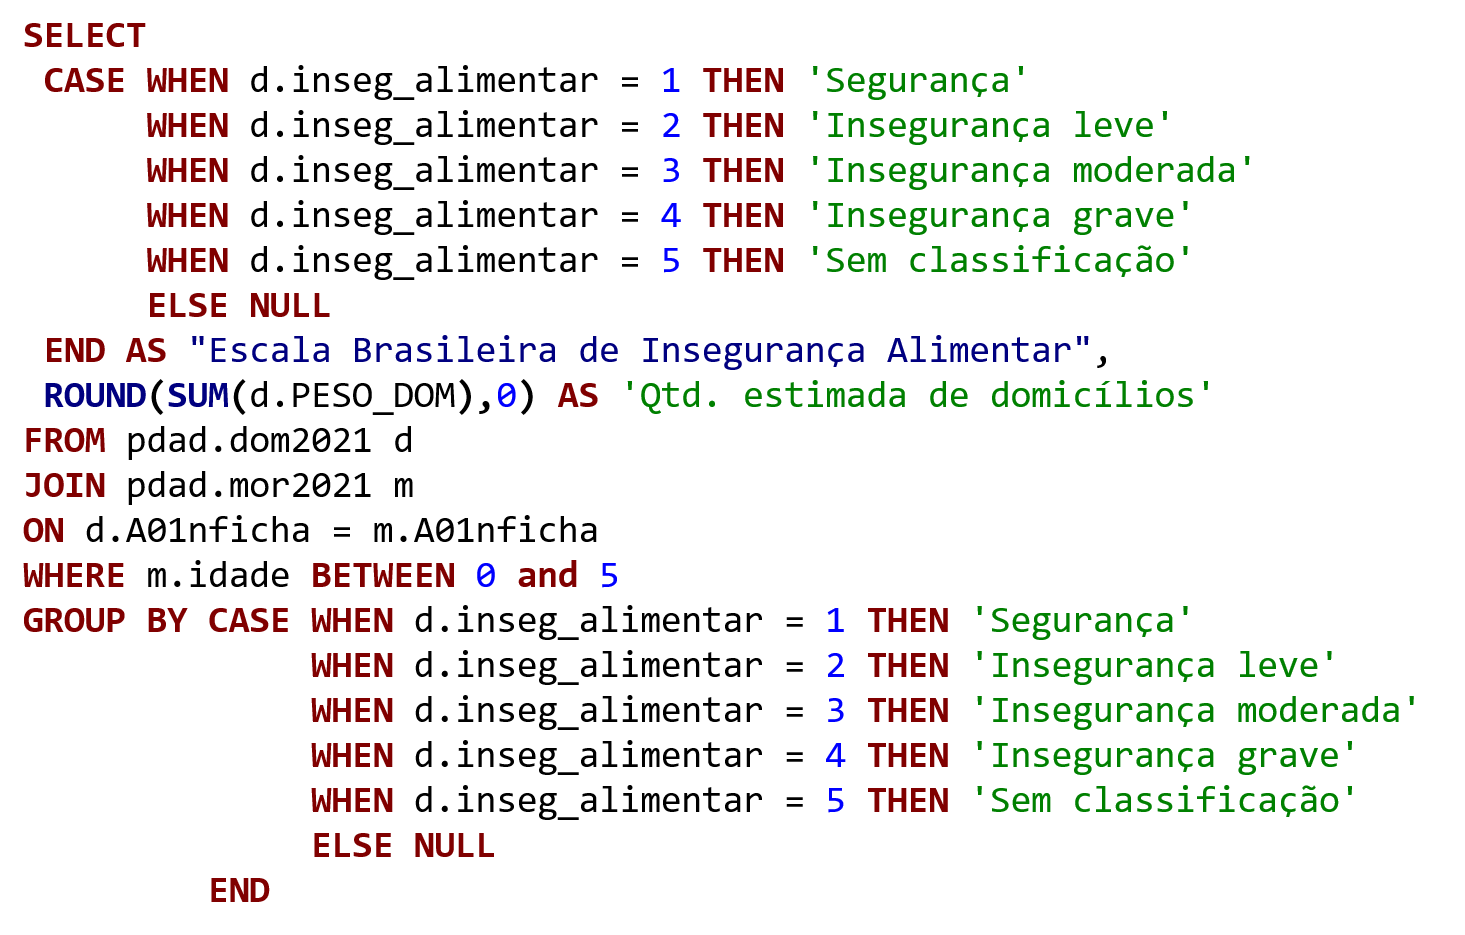 SELECT
CASE WHEN d.inseg_alimentar = 1 THEN 'Segurança'
WHEN d.inseg_alimentar = 2 THEN 'Insegurança leve'
WHEN d.inseg_alimentar = 3 THEN 'Insegurança moderada'
WHEN d.inseg_alimentar = 4 THEN 'Insegurança grave'
WHEN d.inseg_alimentar = 5 THEN 'Sem classificação'
ELSE NULL
END AS "Escala Brasileira de Insegurança Alimentar",
ROUND(SUM(d.PESO_DOM),0) AS 'Qtd. estimada de domicílios'
FROM pdad.dom2021 d
JOIN pdad.mor2021 m
ON d.A01nficha = m.A01nficha
WHERE m.idade BETWEEN 0 and 5
GROUP BY CASE WHEN d.inseg_alimentar = 1 THEN 'Segurança'
WHEN d.inseg_alimentar = 2 THEN 'Insegurança leve'
WHEN d.inseg_alimentar = 3 THEN 'Insegurança moderada'
WHEN d.inseg_alimentar = 4 THEN 'Insegurança grave'
WHEN d.inseg_alimentar = 5 THEN 'Sem classificação'
ELSE NULL
END